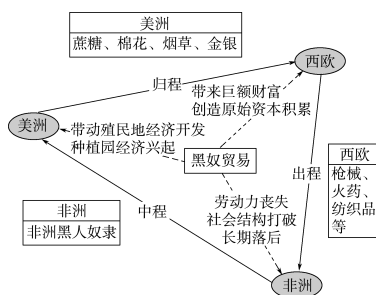 美洲
蔗糖、棉花、烟草、金银
西欧
归程
带来巨额财富
创造原始资本积累
美洲
带动殖民地经济开发
种植园经济兴起
黑奴贸易
西欧
枪械、
火药、
纺织品
等
出程
劳动力丧失
社会结构打破
长期落后
非洲
非洲黑人奴隶
中程
非洲